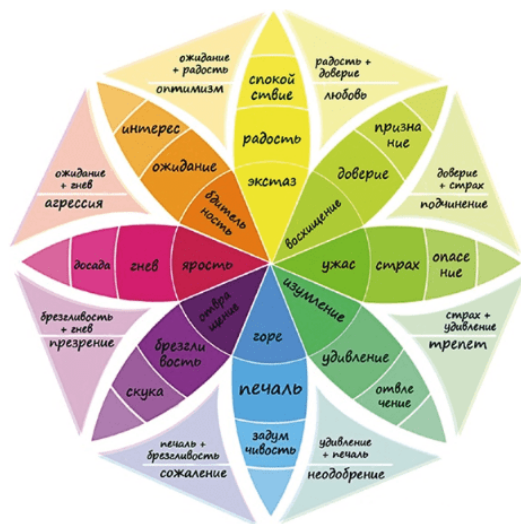 ожидание
+ радость
оптимизм
спокой
ствие
радость
экстаз
радость +
доверие
любовь
интерес
ожидание
бдитель
ность
призна
ние
доверие
восхищение
ожидание
+ гнев
агрессия
доверие
+ страх
подчинение
досада
гнев
ярость
ужас
страх
опасе
ние
брезгливость
+ гнев
презрение
отвра
щение
брезгли
вость
скука
горе
печаль
задум
чивость
изумление
удивление
отвле
чение
страх +
удивление
трепет
печаль +
брезгливость
сожаление
удивление
+ печаль
неодобрение